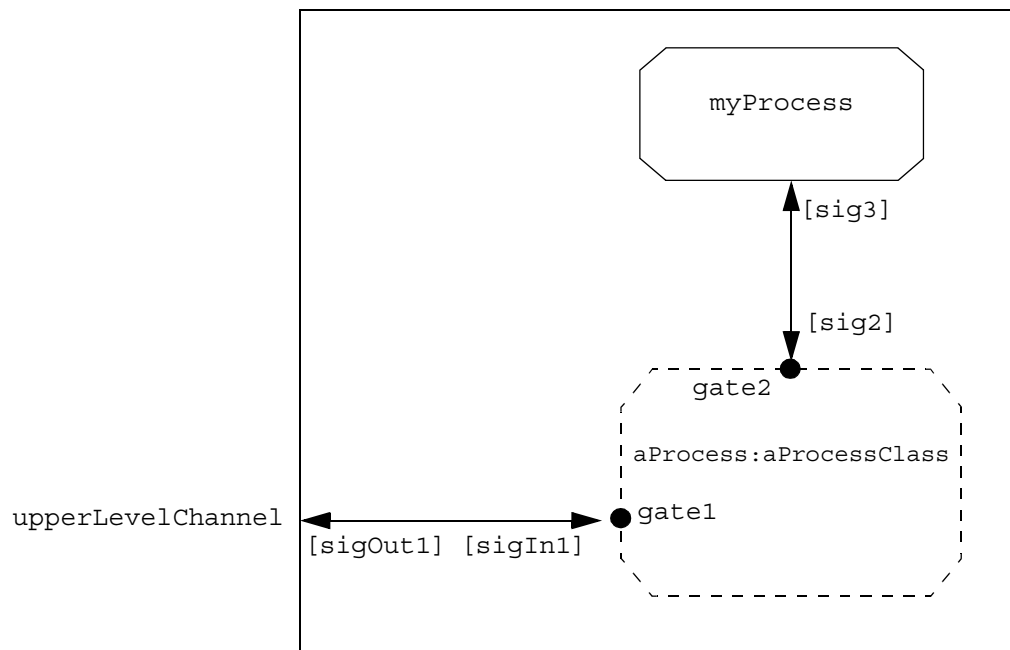 myProcess
[sig3]
[sig2]
gate2
aProcess:aProcessClass
upperLevelChannel
gate1
[sigOut1] [sigIn1]